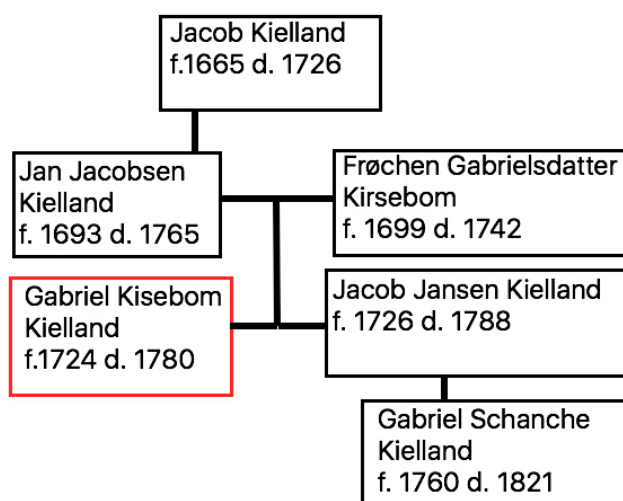 Jacob Kielland
f.1665 d. 1726
Jan Jacobsen
Kielland
f. 1693 d. 1765
Frøchen Gabrielsdatter
Kirsebom
f. 1699 d. 1742
Gabriel Kisebom
Kielland
f.1724 d. 1780
Jacob Jansen Kielland
f. 1726 d. 1788
Gabriel Schanche
Kielland
f. 1760 d. 1821